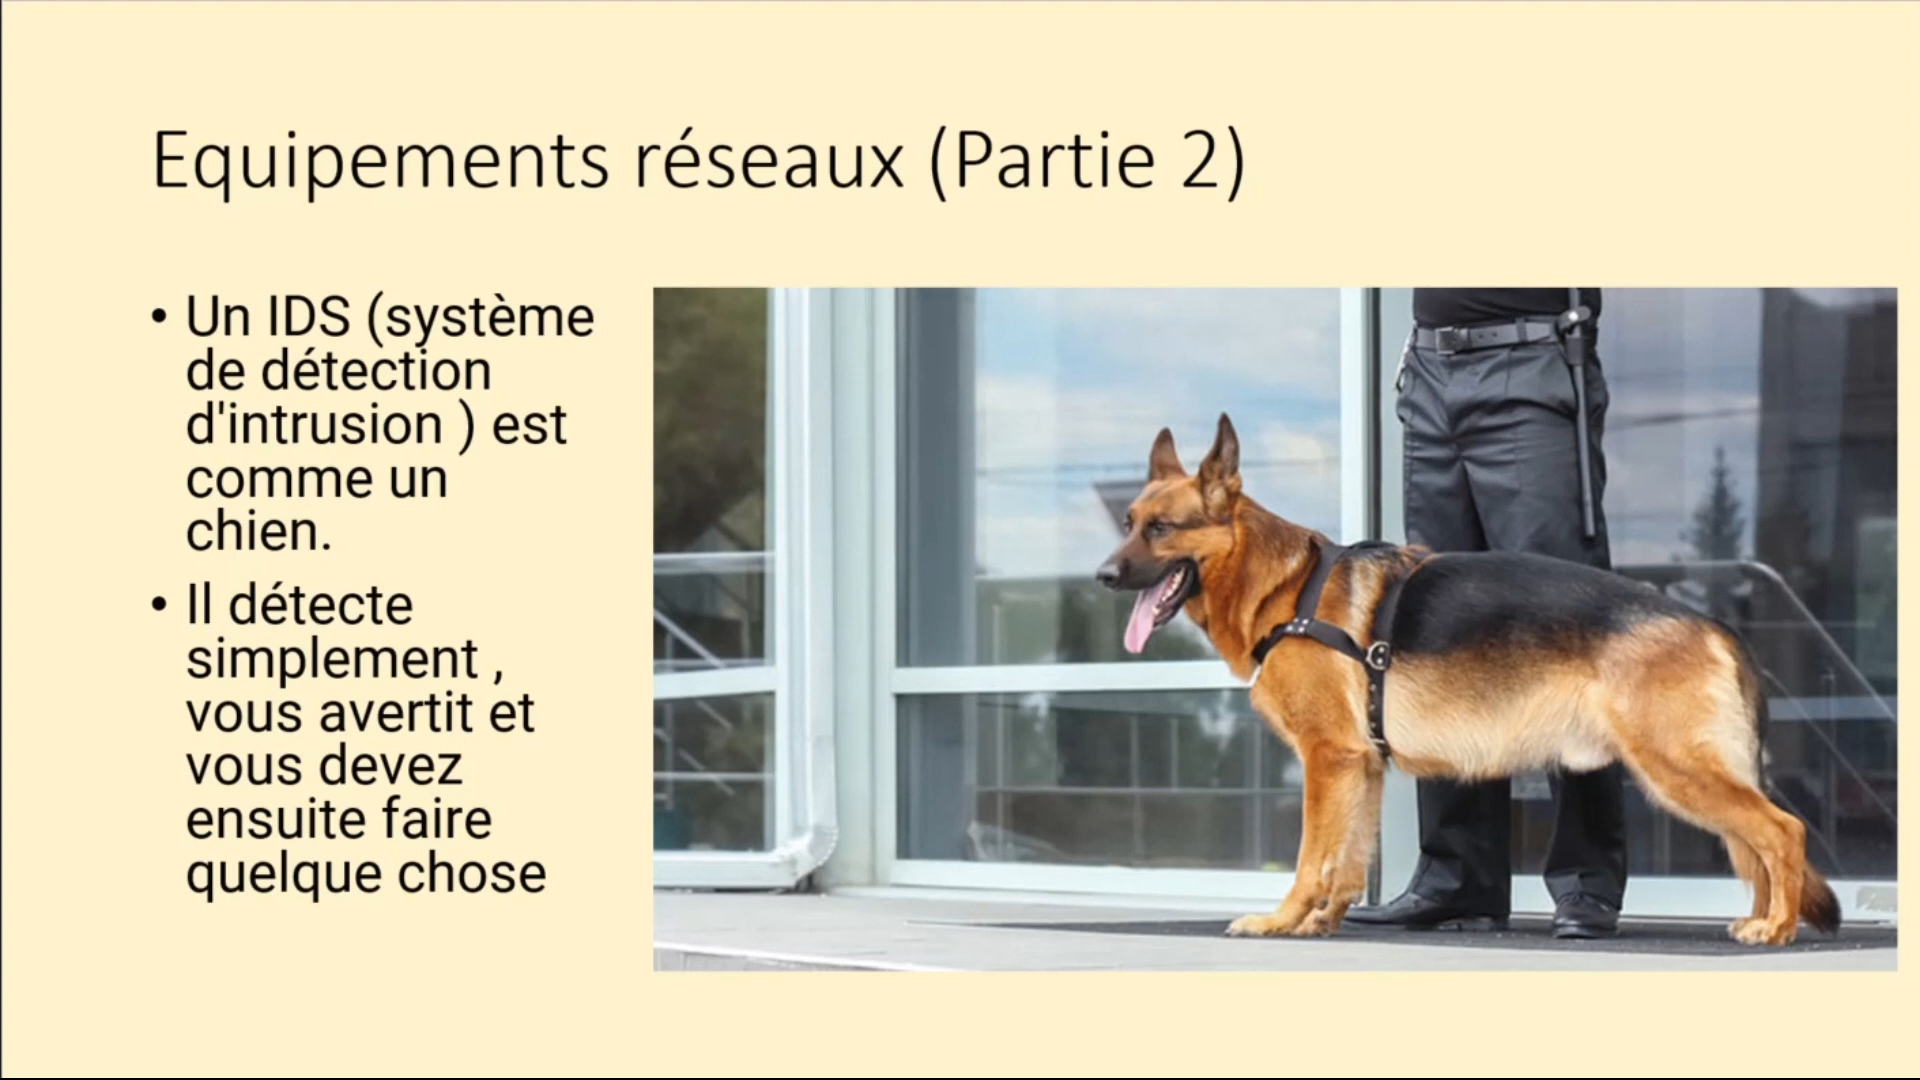 Equipements réseaux (Partie 2)
• Un IDS (système
de détection
d'intrusion ) est
comme un
chien.
• Il détecte
simplement ,
vous avertit et
vous devez
ensuite faire
quelque chose